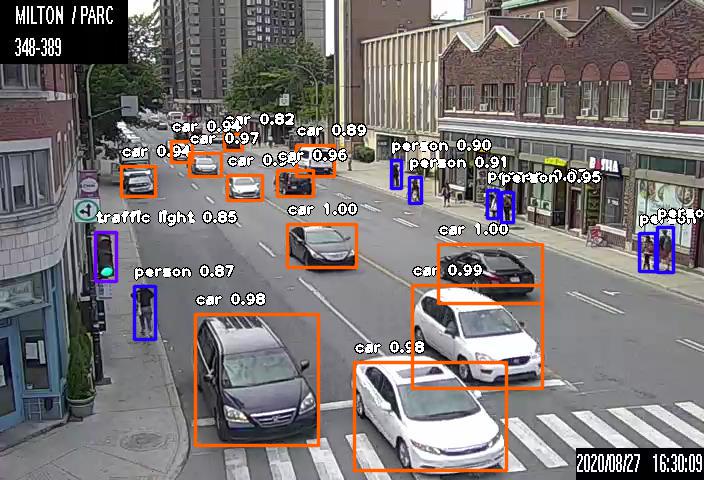 MILTON / PARC
348-389
car 0.82
car 0.94
car 0.97
car 0.89
car 0.94
car 0.96
person 0.90
person 0.91
person 0.95
car 1.00
traffic light 0.85
car 1.00
person 0.87
car 0.99
car 0.98
car 0.98
2020/08/27 16:30:09